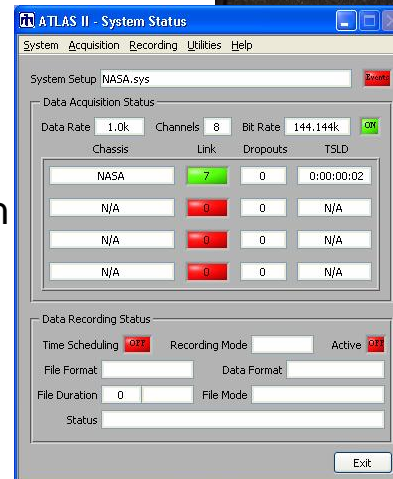 ATLAS II - System Status
System Acquisition Recording Utilities Help
System Setup NASA.sys Events
Data Acquisition Status
Data Rate 1.0k Channels 8 Bit Rate 144.144k ON
Chassis Link Dropouts TSLD
NASA 7 0 0:00:00:02
N/A 0 0 N/A
n
N/A 0 0 N/A
N/A 0 0 N/A
Data Recording Status
Time Scheduling OFF Recording Mode Active OFF
File Format Data Format
File Duration 0 File Mode
Status
Exit